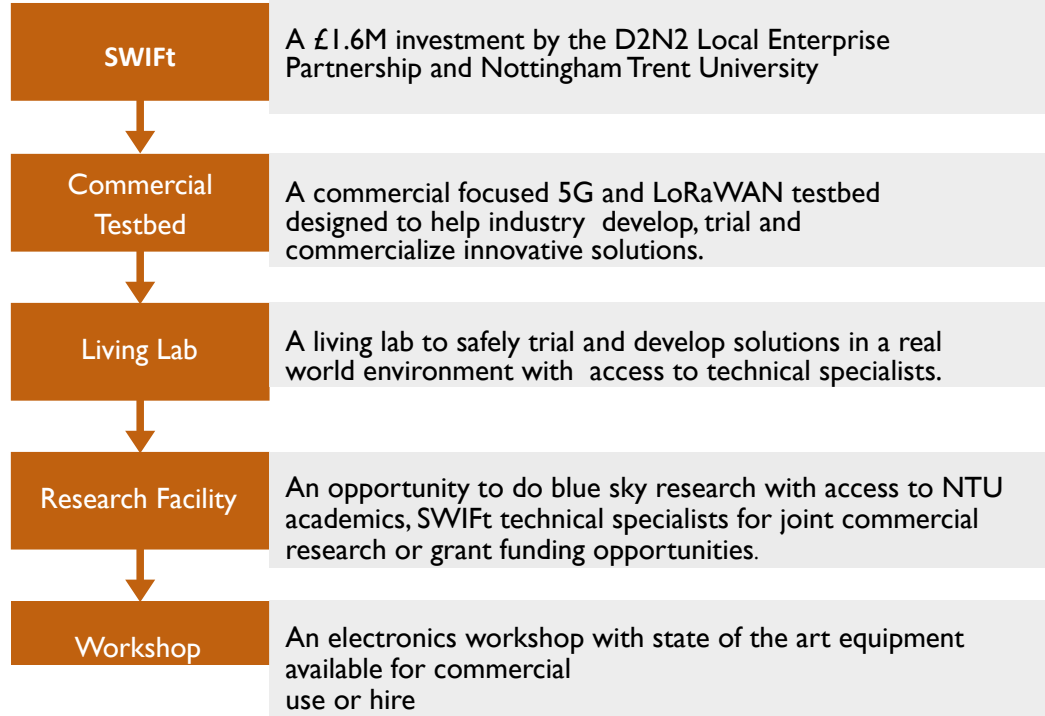 SWIFt
A £1.6M investment by the D2N2 Local Enterprise
Partnership and Nottingham Trent University
Commercial
Testbed
A commercial focused 5G and LoRaWAN testbed
designed to help industry  develop, trial and
commercialize innovative solutions.
Living Lab
A living lab to safely trial and develop solutions in a real
world environment with  access to technical specialists.
Research Facility
An opportunity to do blue sky research with access to NTU
academics, SWIFt technical specialists for joint commercial
research or grant funding opportunities.
Workshop
An electronics workshop with state of the art equipment
available for commercial
use or hire